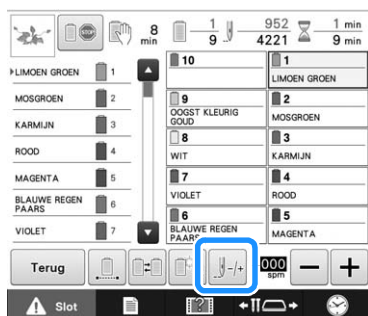 8 min
1
9
952
4221
1 min
9 min
LIMOEN GROEN 1
MOSGROEN 2
KARMIJN 3
ROOD 4
MAGENTA 5
BLAUWE REGEN
PAARS 6
VIOLET 7
10
1
LIMOEN GROEN
9
OOGST KLEURIG
GOUD
2
MOSGROEN
8
WIT
3
KARMIJN
7
VIOLET
4
ROOD
6
BLAUWE REGEN
PAARS
5
MAGENTA
Terug
-/+
000
spm
− +
Slot
?